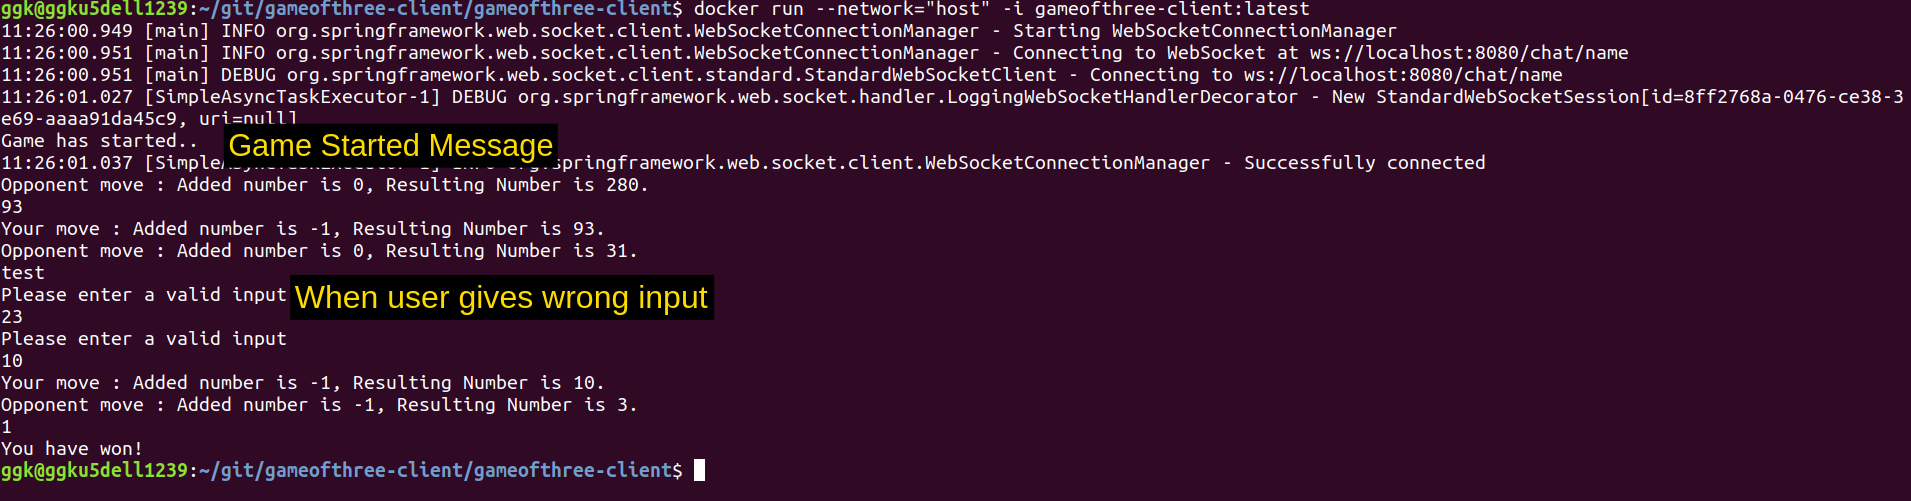 ggk@ggku5dell1239:~/git/gameofthree-client/gameofthree-client$ docker run --network="host" -i gameofthree-client:latest
11:26:00.949 [main] INFO org.springframework.web.socket.client.WebSocketConnectionManager - Starting WebSocketConnectionManager
11:26:00.951 [main] INFO org.springframework.web.socket.client.WebSocketConnectionManager - Connecting to WebSocket at ws://localhost:8080/chat/name
11:26:00.951 [main] DEBUG org.springframework.web.socket.client.standard.StandardWebSocketClient - Connecting to ws://localhost:8080/chat/name
11:26:01.027 [SimpleAsyncTaskExecutor-1] DEBUG org.springframework.web.socket.handler.LoggingWebSocketHandlerDecorator - New StandardWebSocketSession[id=8ff2768a-0476-ce38-3
e69-aaaa91da45c9, uri=null]
Game has started..
Game Started Message
11:26:01.037 [SimpleAsyncTaskExecutor-1] INFO org.springframework.web.socket.client.WebSocketConnectionManager - Successfully connected
Opponent move : Added number is 0, Resulting Number is 280.
93
Your move : Added number is -1, Resulting Number is 93.
Opponent move : Added number is 0, Resulting Number is 31.
test
Please enter a valid input
When user gives wrong input
23
Please enter a valid input
10
Your move : Added number is -1, Resulting Number is 10.
Opponent move : Added number is -1, Resulting Number is 3.
1
You have won!
ggk@ggku5dell1239:~/git/gameofthree-client/gameofthree-client$